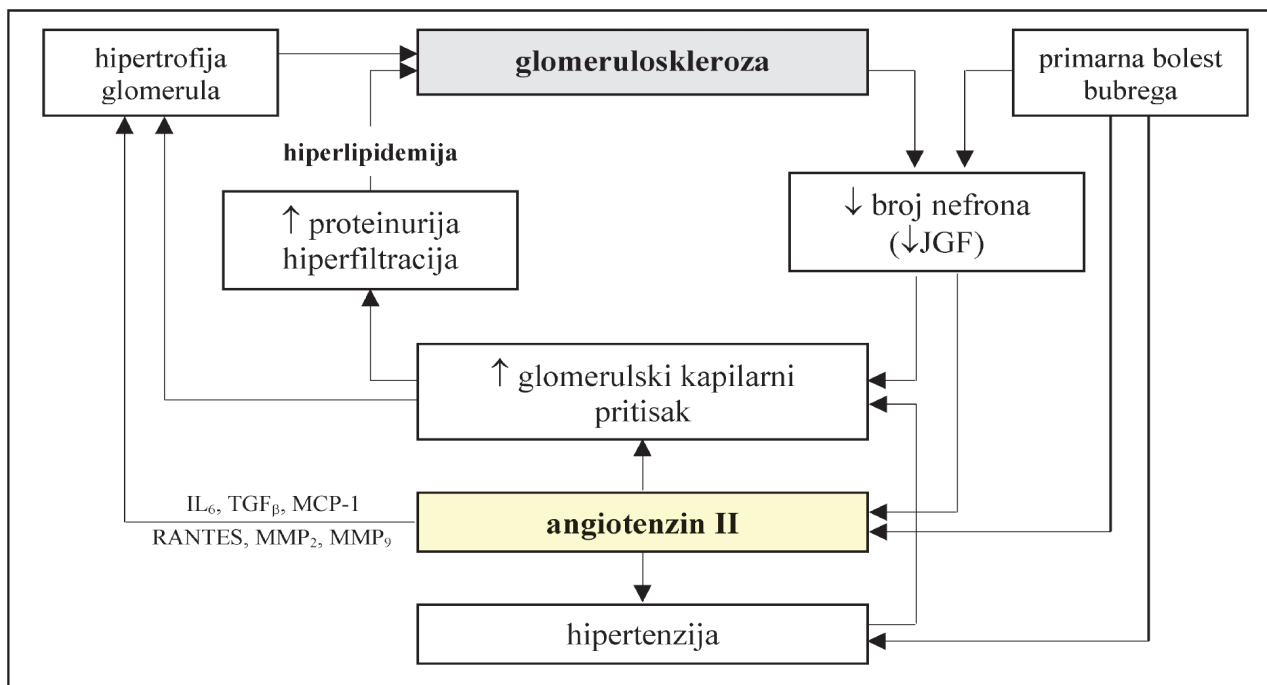 hipertrofija
glomerula
glomeruloskleroza
primarna bolest
bubrega
hiperlipidemija
↑ proteinurija
hiperfiltracija
↓ broj nefrona
(↓JGF)
↑ glomerulski kapilarni
pritisak
IL₆, TGFᵦ, MCP-1
RANTES, MMP₂, MMP₉
angiotenzin II
hipertenzija